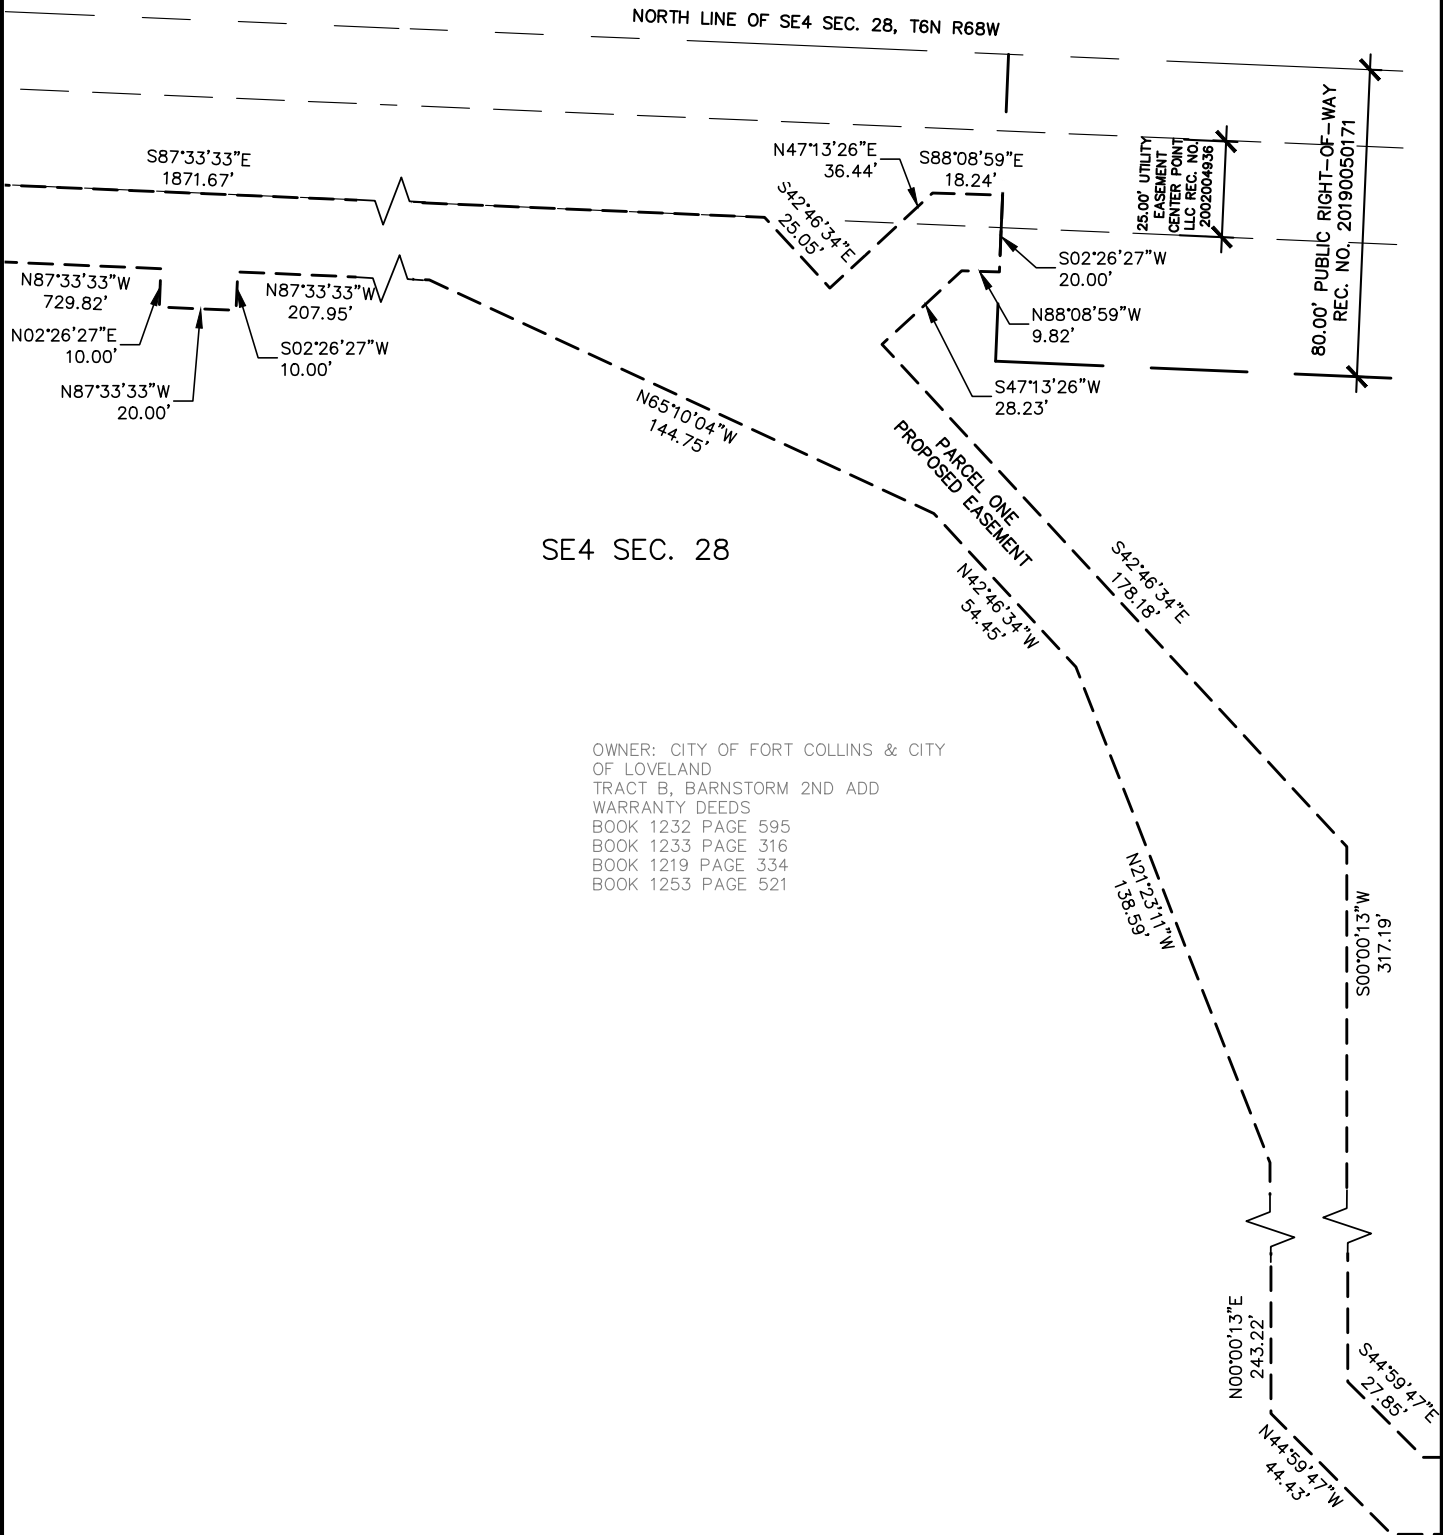 NORTH LINE OF SE4 SEC. 28, T6N R68W
S87°33'33"E
1871.67'
N47°13'26"E
36.44'
S88°08'59"E
18.24'
S42°46'34"E
25.05'
25.00' UTILITY
EASEMENT
CENTER POINT
LLC REC. NO.
2002004936
80.00' PUBLIC RIGHT-OF-WAY
REC. NO. 20190050171
S02°26'27"W
20.00'
N87°33'33"W
729.82'
N87°33'33"W
207.95'
N88°08'59"W
9.82'
N02°26'27"E
10.00'
S02°26'27"W
10.00'
N87°33'33"W
20.00'
S47°13'26"W
28.23'
N65°10'04"W
144.75'
PARCEL ONE
PROPOSED EASEMENT
SE4 SEC. 28
S42°46'34"E
178.18'
N42°46'34"W
54.45'
OWNER: CITY OF FORT COLLINS & CITY
OF LOVELAND
TRACT B, BARNSTORM 2ND ADD
WARRANTY DEEDS
BOOK 1232 PAGE 595
BOOK 1233 PAGE 316
BOOK 1219 PAGE 334
BOOK 1253 PAGE 521
N21°23'11"W
138.59'
S00°00'13"W
317.19'
N00°00'13"E
243.22'
S44°59'47"E
27.85'
N44°59'47"W
44.43'